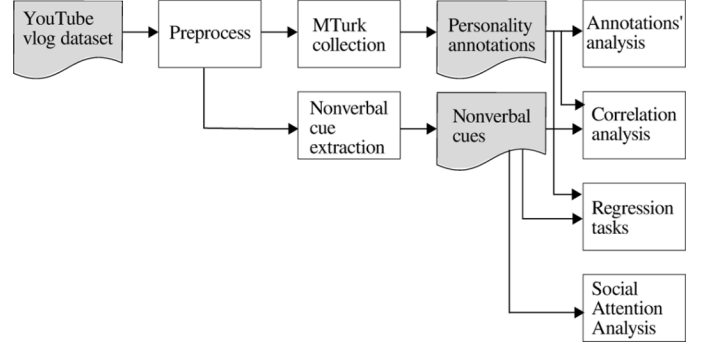 YouTube
vlog dataset
Preprocess
MTurk
collection
Personality
annotations
Annotations'
analysis
Nonverbal
cue
extraction
Nonverbal
cues
Correlation
analysis
Regression
tasks
Social
Attention
Analysis